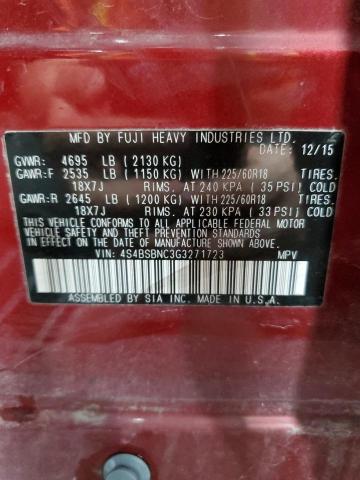 MFD BY FUJI HEAVY INDUSTRIES LTD.
DATE: 12/15
GVWR: 4695 LB (2130 KG)
GAWR:F 2535 LB (1150 KG) WITH 225/60R18 TIRES.
18X7J RIMS. AT 240 KPA (35 PSI) COLD
GAWR:R 2645 LB (1200 KG) WITH 225/60R18 TIRES.
18X7J RIMS. AT 230 KPA (33 PSI) COLD
THIS VEHICLE CONFORMS TO ALL APPLICABLE FEDERAL MOTOR
VEHICLE SAFETY, BUMPER, AND THEFT PREVENTION STANDARDS
IN EFFECT ON THE DATE OF MANUFACTURE SHOWN ABOVE.
VIN: 4S4BSBNC3G3271723 MPV
ASSEMBLED BY SIA INC. IN U.S.A.